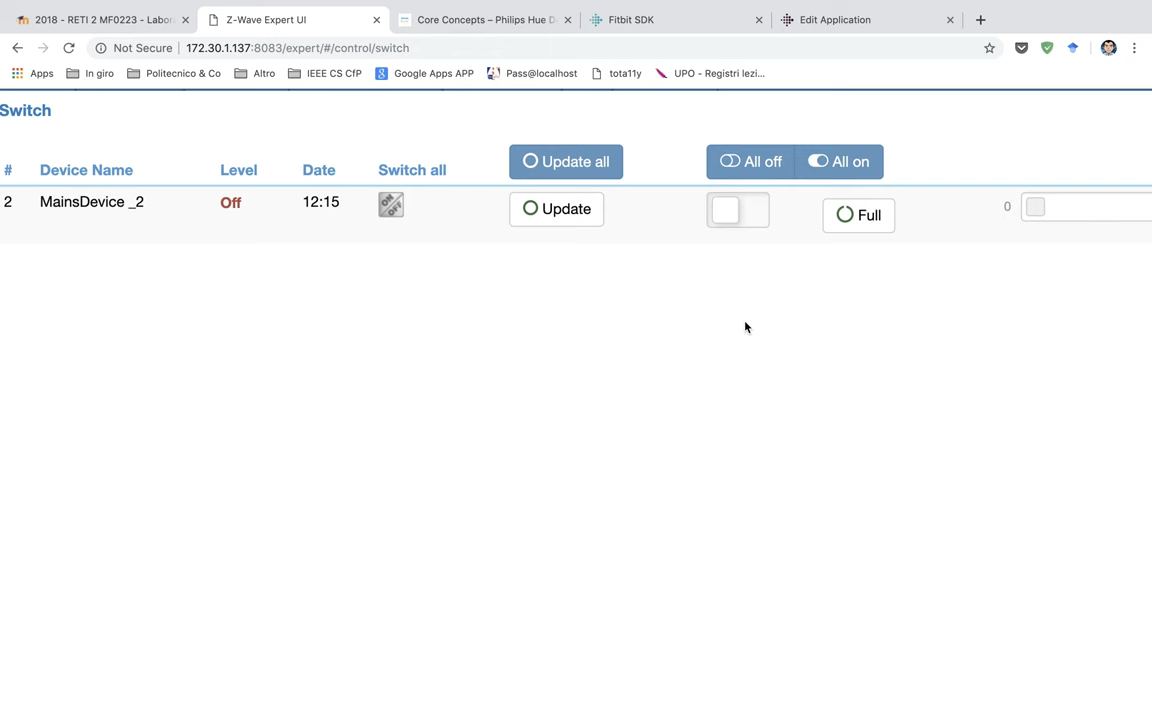 2018 - RETI 2 MF0223 - Labor
Z-Wave Expert UI
Core Concepts – Philips Hue D
Fitbit SDK
Edit Application
Not Secure
172.30.1.137:8083/expert/#/control/switch
Apps
In giro
Politecnico & Co
Altro
IEEE CS CfP
Google Apps APP
Pass@localhost
tota11y
UPO - Registri lezi...
Switch
# Device Name Level Date Switch all Update all All off All on
2 MainsDevice _2 Off 12:15 ON OFF Update Full 0